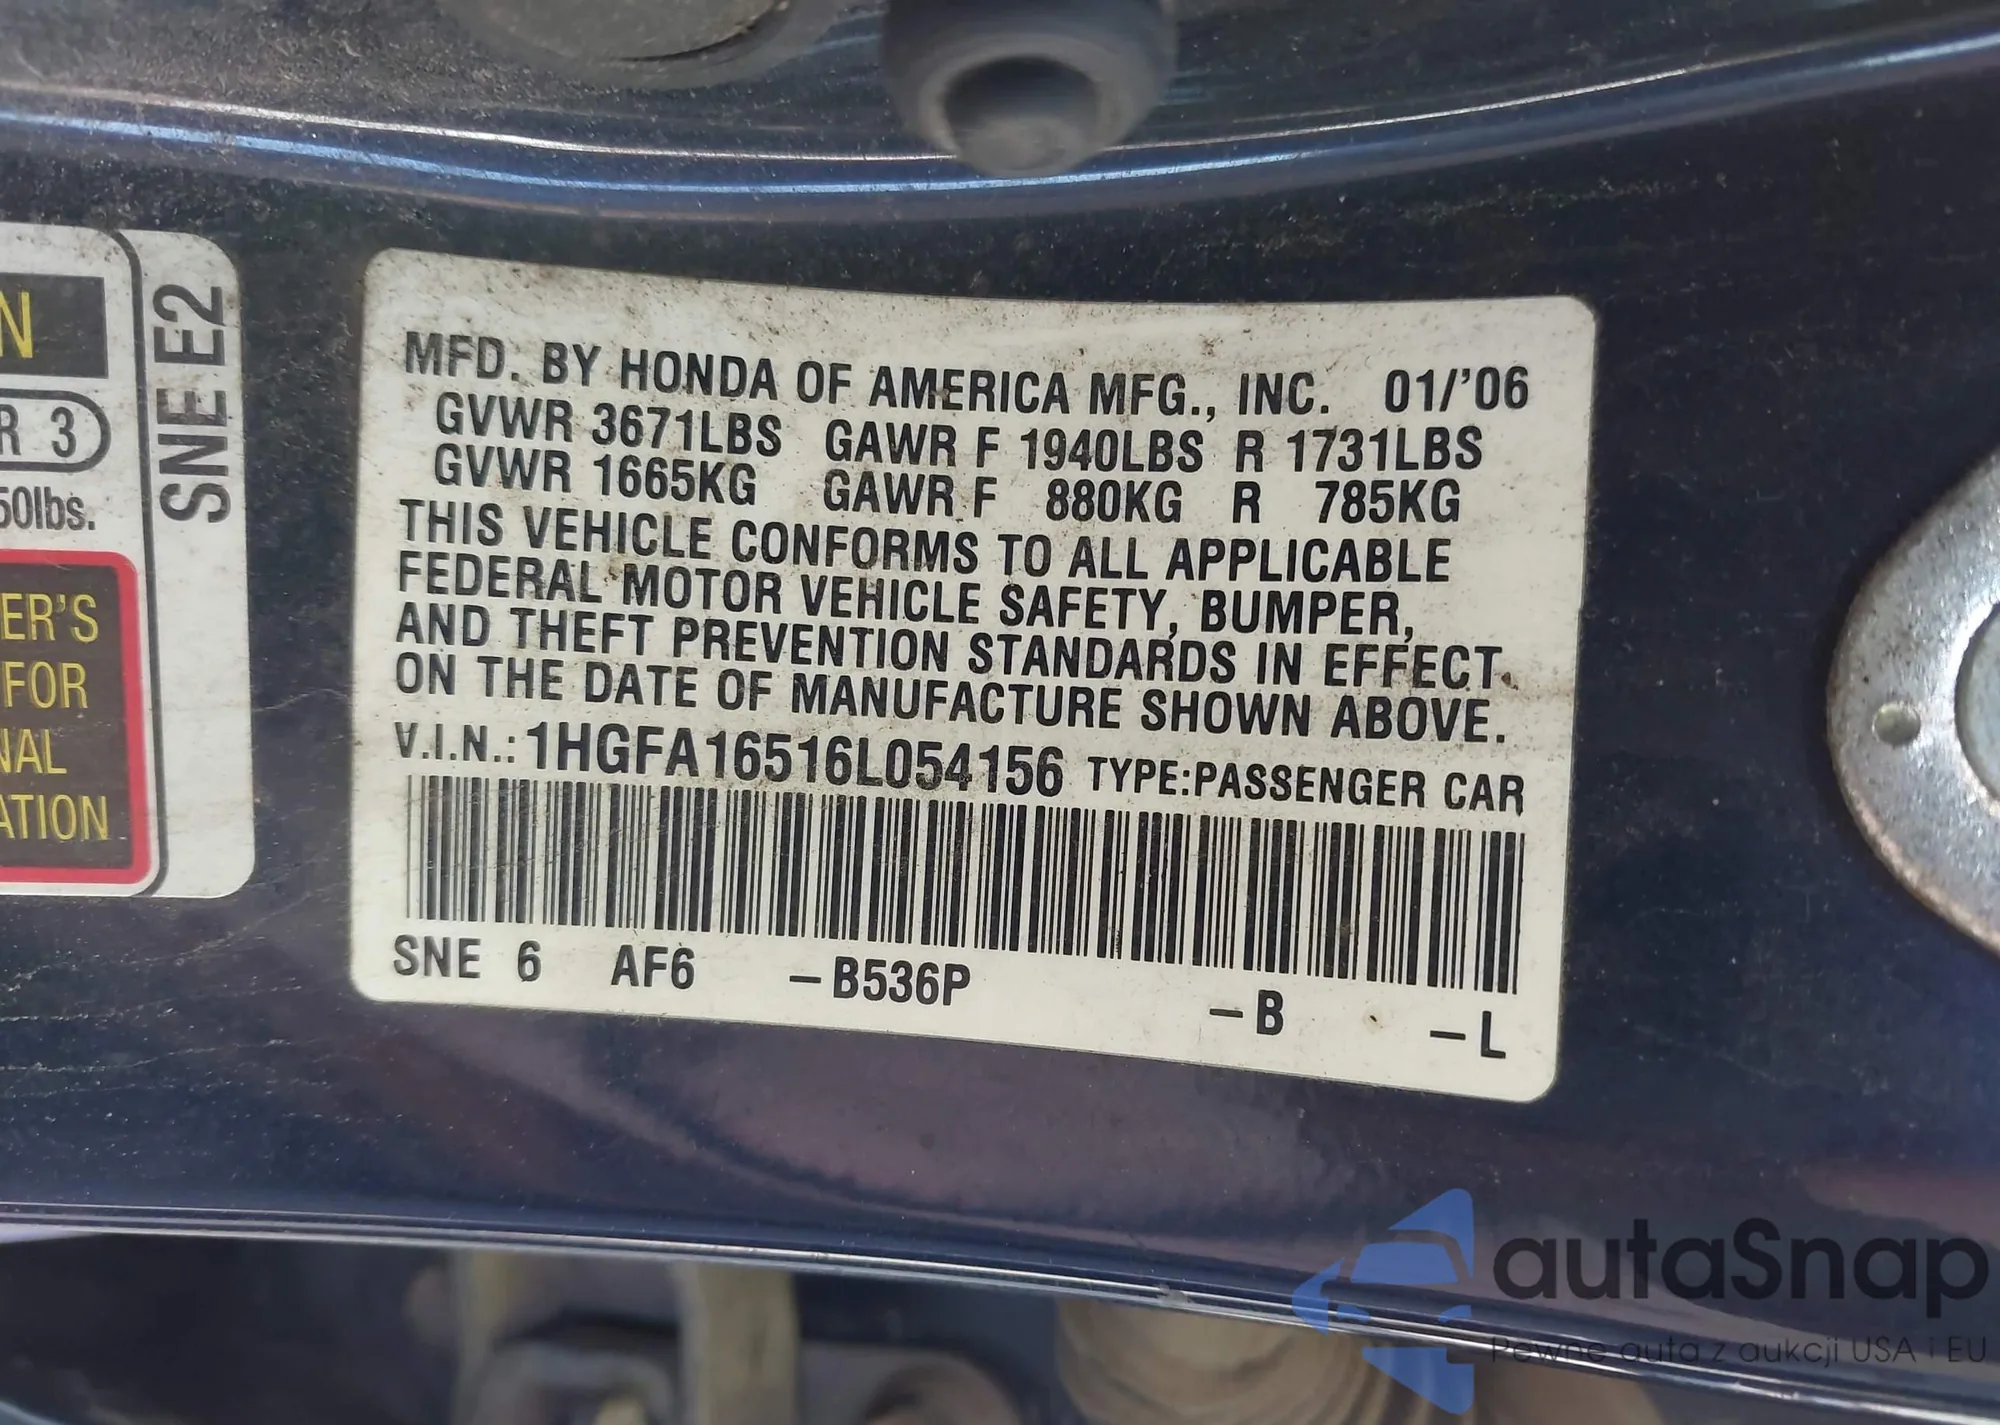 N
R 3
50lbs.
ER'S
FOR
NAL
ATION
SNE E2
MFD. BY HONDA OF AMERICA MFG., INC. 01/'06
GVWR 3671LBS GAWR F 1940LBS R 1731LBS
GVWR 1665KG GAWR F 880KG R 785KG
THIS VEHICLE CONFORMS TO ALL APPLICABLE
FEDERAL MOTOR VEHICLE SAFETY, BUMPER,
AND THEFT PREVENTION STANDARDS IN EFFECT
ON THE DATE OF MANUFACTURE SHOWN ABOVE.
V.I.N.: 1HGFA16516L054156 TYPE:PASSENGER CAR
SNE 6 AF6 -B536P -B -L
autaSnap
Pewne auta z aukcji USA i EU